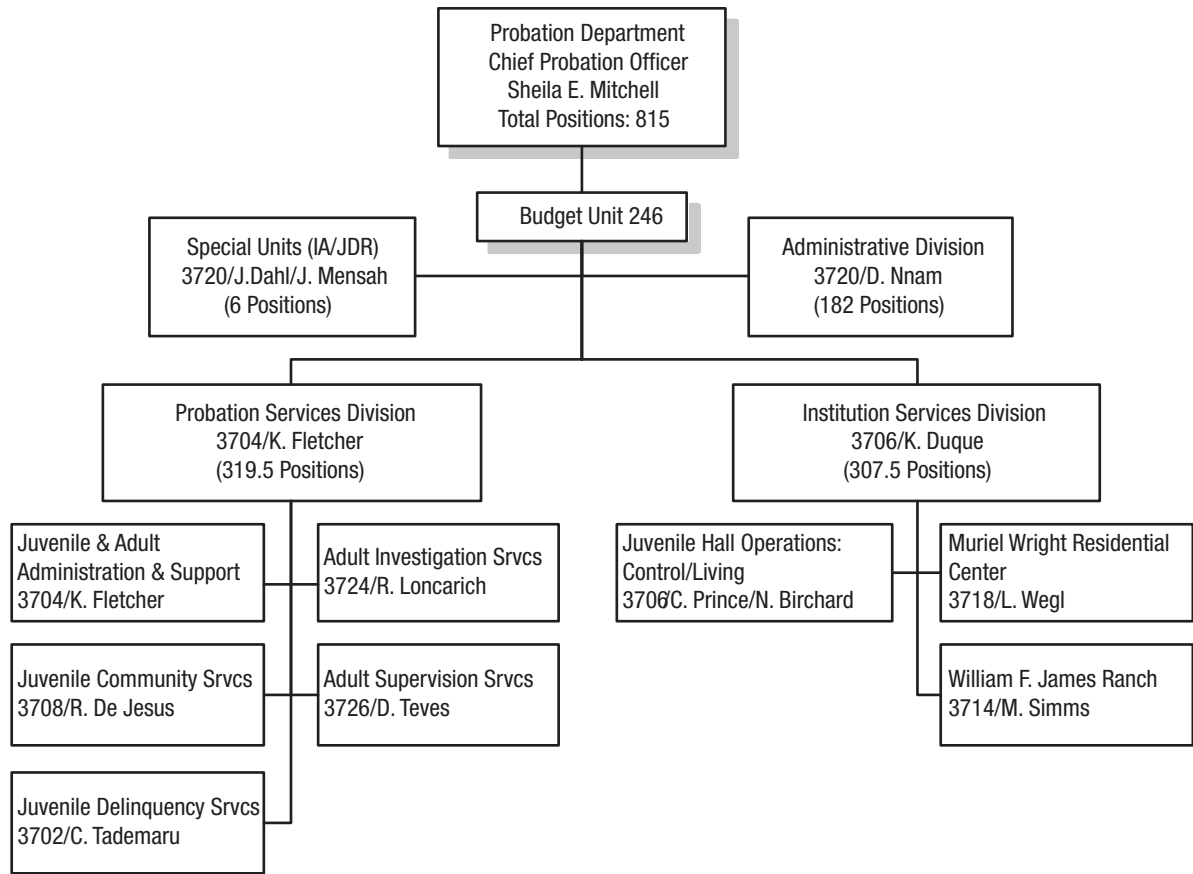 Probation Department
Chief Probation Officer
Sheila E. Mitchell
Total Positions: 815
Budget Unit 246
Special Units (IA/JDR)
3720/J.Dahl/J. Mensah
(6 Positions)
Administrative Division
3720/D. Nnam
(182 Positions)
Probation Services Division
3704/K. Fletcher
(319.5 Positions)
Institution Services Division
3706/K. Duque
(307.5 Positions)
Juvenile & Adult
Administration & Support
3704/K. Fletcher
Adult Investigation Srvcs
3724/R. Loncarich
Juvenile Community Srvcs
3708/R. De Jesus
Adult Supervision Srvcs
3726/D. Teves
Juvenile Delinquency Srvcs
3702/C. Tademaru
Juvenile Hall Operations:
Control/Living
3706/C. Prince/N. Birchard
Muriel Wright Residential
Center
3718/L. Wegl
William F. James Ranch
3714/M. Simms